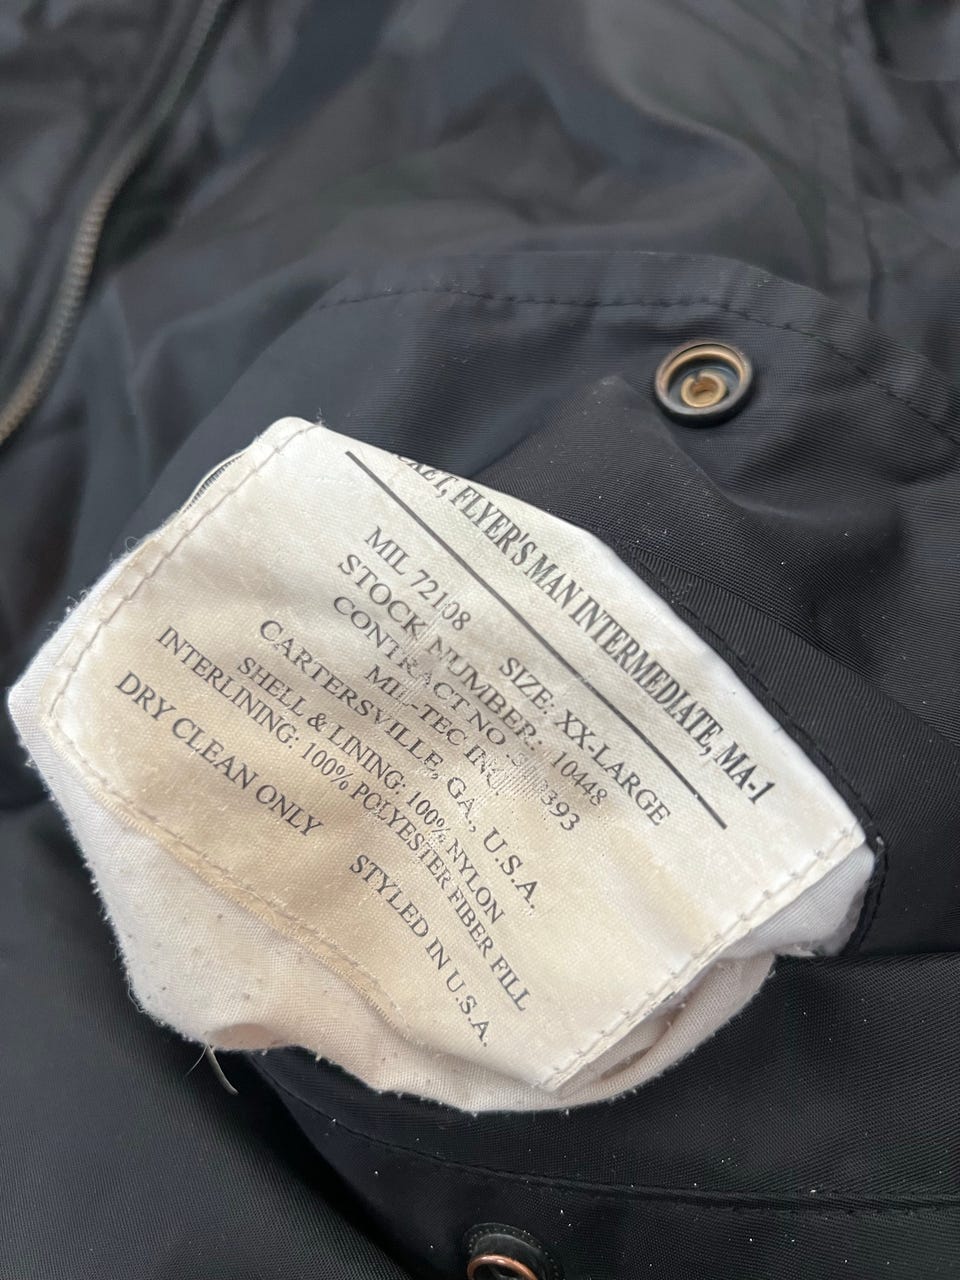 FLYER'S MAN INTERMEDIATE, MA-1
MIL 72108 SIZE: XX-LARGE
STOCK NUMBER: 10448
CONTRACT NO
MIL-TEC INC.
CARTERSVILLE, GA., U.S.A.
SHELL & LINING: 100% NYLON
INTERLINING: 100% POLYESTER FIBER FILL
DRY CLEAN ONLY STYLED IN U.S.A.